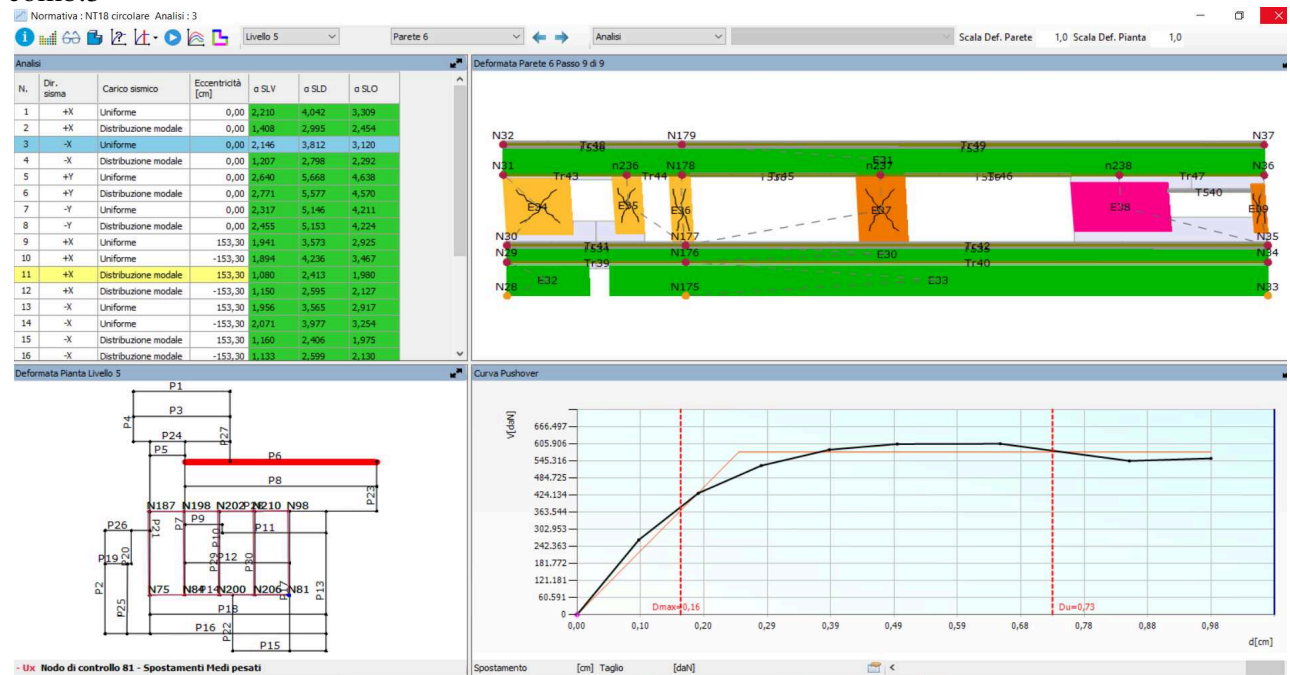 Normativa : NT18 circolare Analisi : 3
Livello 5 Parete 6 Analisi Scala Def. Parete 1,0 Scala Def. Pianta 1,0
Analisi
N. Dir. sisma Carico sismico Eccentricità [cm] α SLV α SLD α SLO
1 +X Uniforme 0,00 2,210 4,042 3,309
2 +X Distribuzione modale 0,00 1,408 2,995 2,454
3 -X Uniforme 0,00 2,146 3,812 3,120
4 -X Distribuzione modale 0,00 1,207 2,798 2,292
5 +Y Uniforme 0,00 2,640 5,668 4,638
6 +Y Distribuzione modale 0,00 2,771 5,577 4,570
7 -Y Uniforme 0,00 2,317 5,146 4,211
8 -Y Distribuzione modale 0,00 2,455 5,153 4,224
9 +X Uniforme 153,30 1,941 3,573 2,925
10 +X Uniforme -153,30 1,894 4,236 3,467
11 +X Distribuzione modale 153,30 1,080 2,413 1,980
12 +X Distribuzione modale -153,30 1,150 2,595 2,127
13 -X Uniforme 153,30 1,956 3,565 2,917
14 -X Uniforme -153,30 2,071 3,977 3,254
15 -X Distribuzione modale 153,30 1,160 2,406 1,975
16 -X Distribuzione modale -153,30 1,133 2,599 2,130
Deformata Parete 6 Passo 9 di 9
N32 N179 N37
E31
N31 n236 N178 n237 n238 N36
Tr43 Tr44 Tr46 Tr47
T540
E34 E35 E36 E37 E38 E39
N30 N177 N35
N29 Tr41 N176 E30 Tr42 N34
Tr39 Tr40
E32 E33
N28 N175 N33
Deformata Pianta Livello 5
P1
P3
P4
P24 P27
P5
P6
P8
P23
N187 N198 N202 N210 N98
P26 P21 P7 P9 P10 P11
P19 P20 P29 P12 P30
P2 P25
N75 N84 P14 N200 N206 P17 N81 P13
P18
P16 P22
P15
- Ux Nodo di controllo 81 - Spostamenti Medi pesati
Curva Pushover
V[daN]
666.497
605.906
545.316
484.725
424.134
363.544
302.953
242.363
181.772
121.181
60.591
0
Dmax=0,16 Du=0,73
0,00 0,10 0,20 0,29 0,39 0,49 0,59 0,68 0,78 0,88 0,98
d[cm]
Spostamento [cm] Taglio [daN]